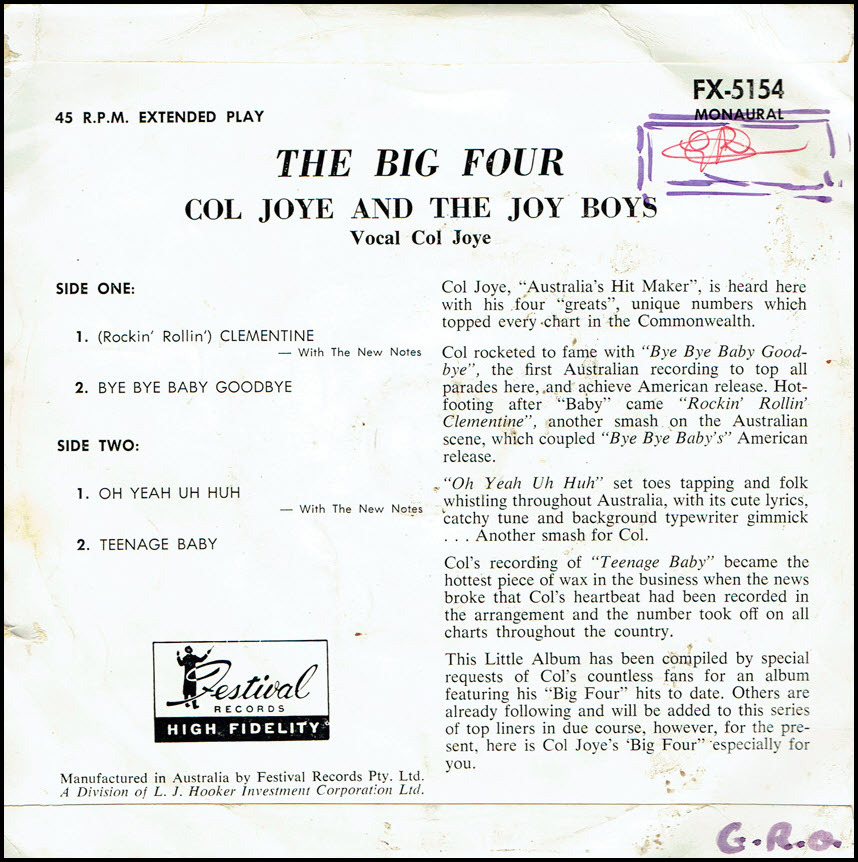 FX-5154
45 R.P.M. EXTENDED PLAY
MONAURAL
THE BIG FOUR
COL JOYE AND THE JOY BOYS
Vocal Col Joye
SIDE ONE:
1. (Rockin' Rollin') CLEMENTINE
— With The New Notes
2. BYE BYE BABY GOODBYE
SIDE TWO:
1. OH YEAH UH HUH
— With The New Notes
2. TEENAGE BABY
Col Joye, "Australia's Hit Maker", is heard here
with his four "greats", unique numbers which
topped every chart in the Commonwealth.
Col rocketed to fame with "Bye Bye Baby Good-
bye", the first Australian recording to top all
parades here, and achieve American release. Hot-
footing after "Baby" came "Rockin' Rollin'
Clementine", another smash on the Australian
scene, which coupled "Bye Bye Baby's" American
release.
"Oh Yeah Uh Huh" set toes tapping and folk
whistling throughout Australia, with its cute lyrics,
catchy tune and background typewriter gimmick
. . . Another smash for Col.
Col's recording of "Teenage Baby" became the
hottest piece of wax in the business when the news
broke that Col's heartbeat had been recorded in
the arrangement and the number took off on all
charts throughout the country.
This Little Album has been compiled by special
requests of Col's countless fans for an album
featuring his "Big Four" hits to date. Others are
already following and will be added to this series
of top liners in due course, however, for the pre-
sent, here is Col Joye's 'Big Four" especially for
you.
Festival
RECORDS
HIGH FIDELITY
Manufactured in Australia by Festival Records Pty. Ltd.
A Division of L. J. Hooker Investment Corporation Ltd.
G.R.O.